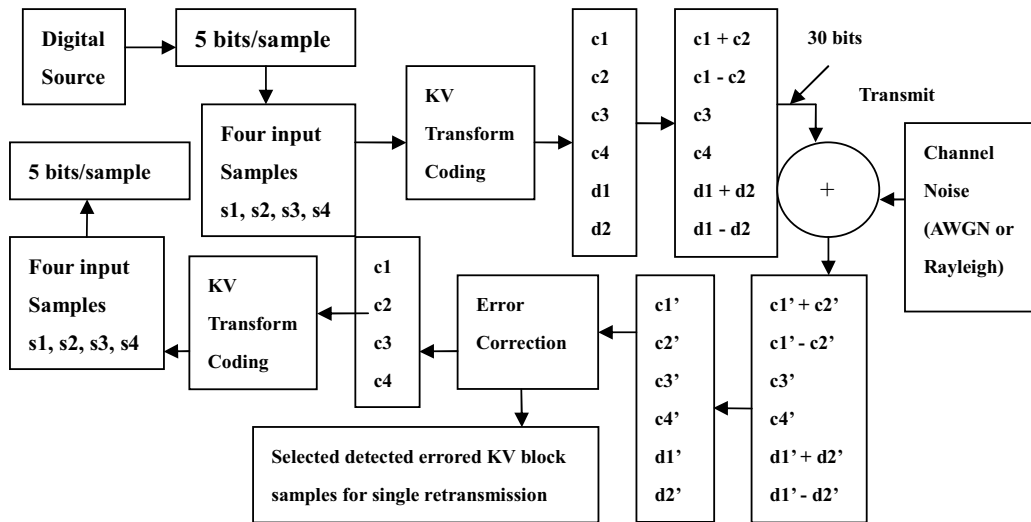 Digital
Source
5 bits/sample
Four input
Samples
s1, s2, s3, s4
KV
Transform
Coding
c1
c2
c3
c4
d1
d2
c1 + c2
c1 - c2
c3
c4
d1 + d2
d1 - d2
30 bits
Transmit
+
Channel
Noise
(AWGN or
Rayleigh)
c1’ + c2’
c1’ - c2’
c3’
c4’
d1’ + d2’
d1’ - d2’
c1’
c2’
c3’
c4’
d1’
d2’
Error
Correction
Selected detected errored KV block
samples for single retransmission
c1
c2
c3
c4
KV
Transform
Coding
Four input
Samples
s1, s2, s3, s4
5 bits/sample